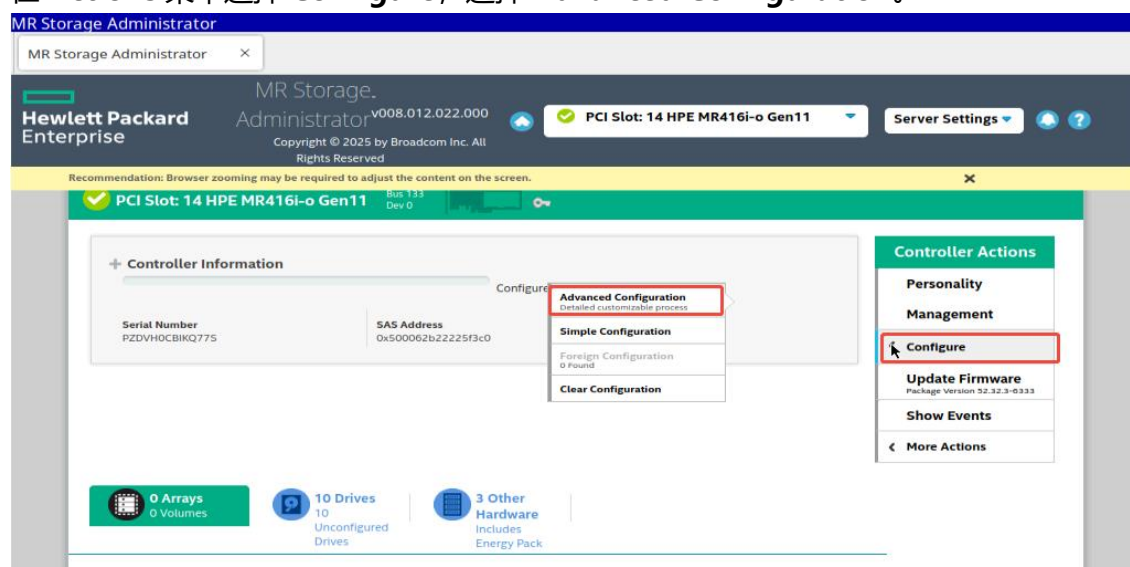 MR Storage Administrator
MR Storage Administrator ×
Hewlett Packard
Enterprise
MR Storage
Administrator v008.012.022.000
Copyright © 2025 by Broadcom Inc. All
Rights Reserved
PCI Slot: 14 HPE MR416i-o Gen11
Server Settings
Recommendation: Browser zooming may be required to adjust the content on the screen.
PCI Slot: 14 HPE MR416i-o Gen11
Bus 133
Dev 0
Controller Information
Configure
Serial Number
PZDVH0CBIKQ77S
SAS Address
0x500062b22225f3c0
Advanced Configuration
Detailed customizable process
Simple Configuration
Foreign Configuration
0 Found
Clear Configuration
Controller Actions
Personality
Management
Configure
Update Firmware
Package Version 52.32.3-6333
Show Events
More Actions
0 Arrays
0 Volumes
10 Drives
10
Unconfigured
Drives
3 Other
Hardware
Includes
Energy Pack